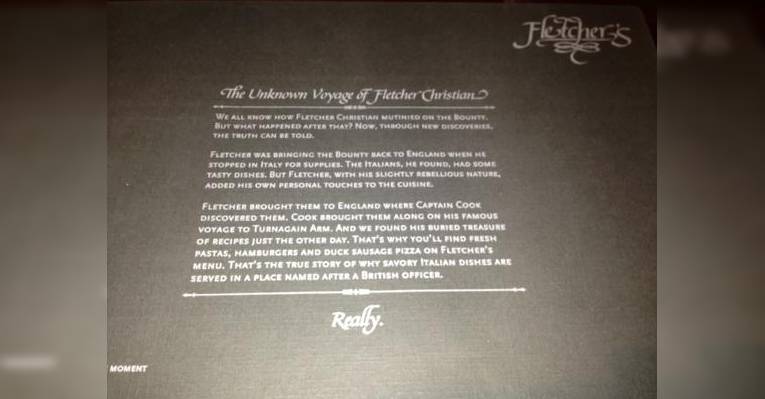 Fletcher's
The Unknown Voyage of Fletcher Christian
We all know how Fletcher Christian mutinied on the Bounty.
But what happened after that? Now, through new discoveries,
the truth can be told.
Fletcher was bringing the Bounty back to England when he
stopped in Italy for supplies. The Italians, he found, had some
tasty dishes. But Fletcher, with his slightly rebellious nature,
added his own personal touches to the cuisine.
Fletcher brought them to England where Captain Cook
discovered them. Cook brought them along on his famous
voyage to Turnagain Arm. And we found his buried treasure
of recipes just the other day. That's why you'll find fresh
pastas, hamburgers and duck sausage pizza on Fletcher's
menu. That's the true story of why savory Italian dishes are
served in a place named after a British officer.
Really.
MOMENT